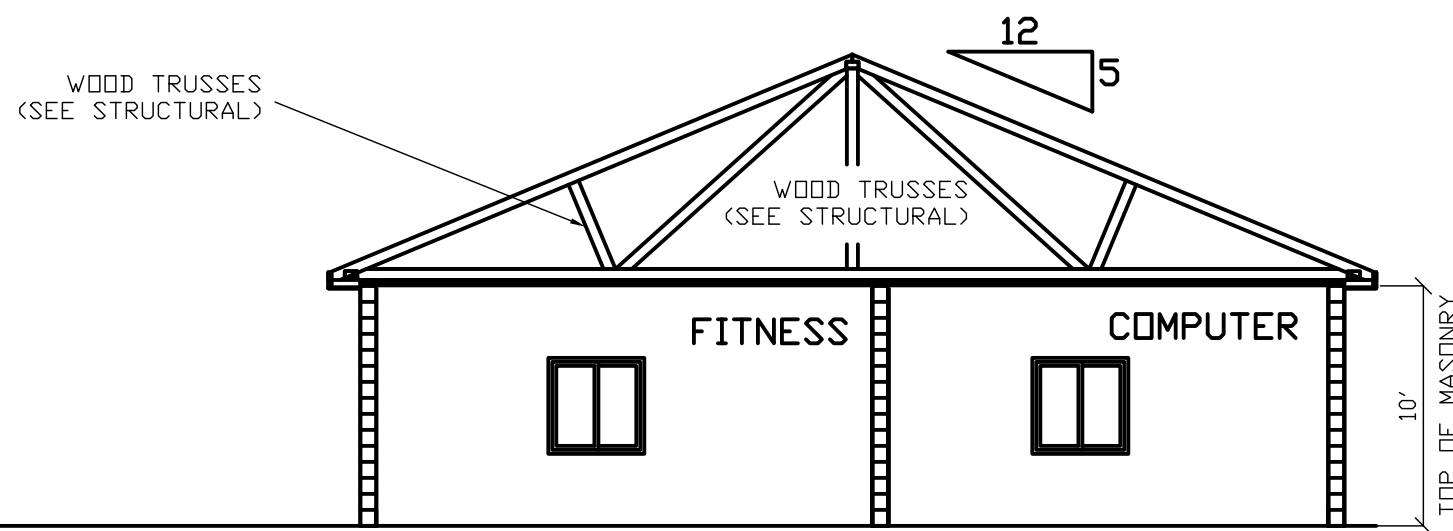 12
5
WOOD TRUSSES
(SEE STRUCTURAL)
WOOD TRUSSES
(SEE STRUCTURAL)
FITNESS
COMPUTER
10'
TOP OF MASONRY